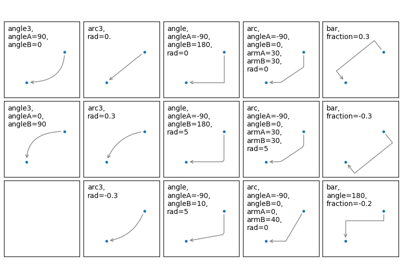 angle3,
angleA=90,
angleB=0
arc3,
rad=0.
angle,
angleA=-90,
angleB=180,
rad=0
arc,
angleA=-90,
angleB=0,
armA=30,
armB=30,
rad=0
bar,
fraction=0.3
angle3,
angleA=0,
angleB=90
arc3,
rad=0.3
angle,
angleA=-90,
angleB=180,
rad=5
arc,
angleA=-90,
angleB=0,
armA=30,
armB=30,
rad=5
bar,
fraction=-0.3
arc3,
rad=-0.3
angle,
angleA=-90,
angleB=10,
rad=5
arc,
angleA=-90,
angleB=0,
armA=0,
armB=40,
rad=0
bar,
angle=180,
fraction=-0.2